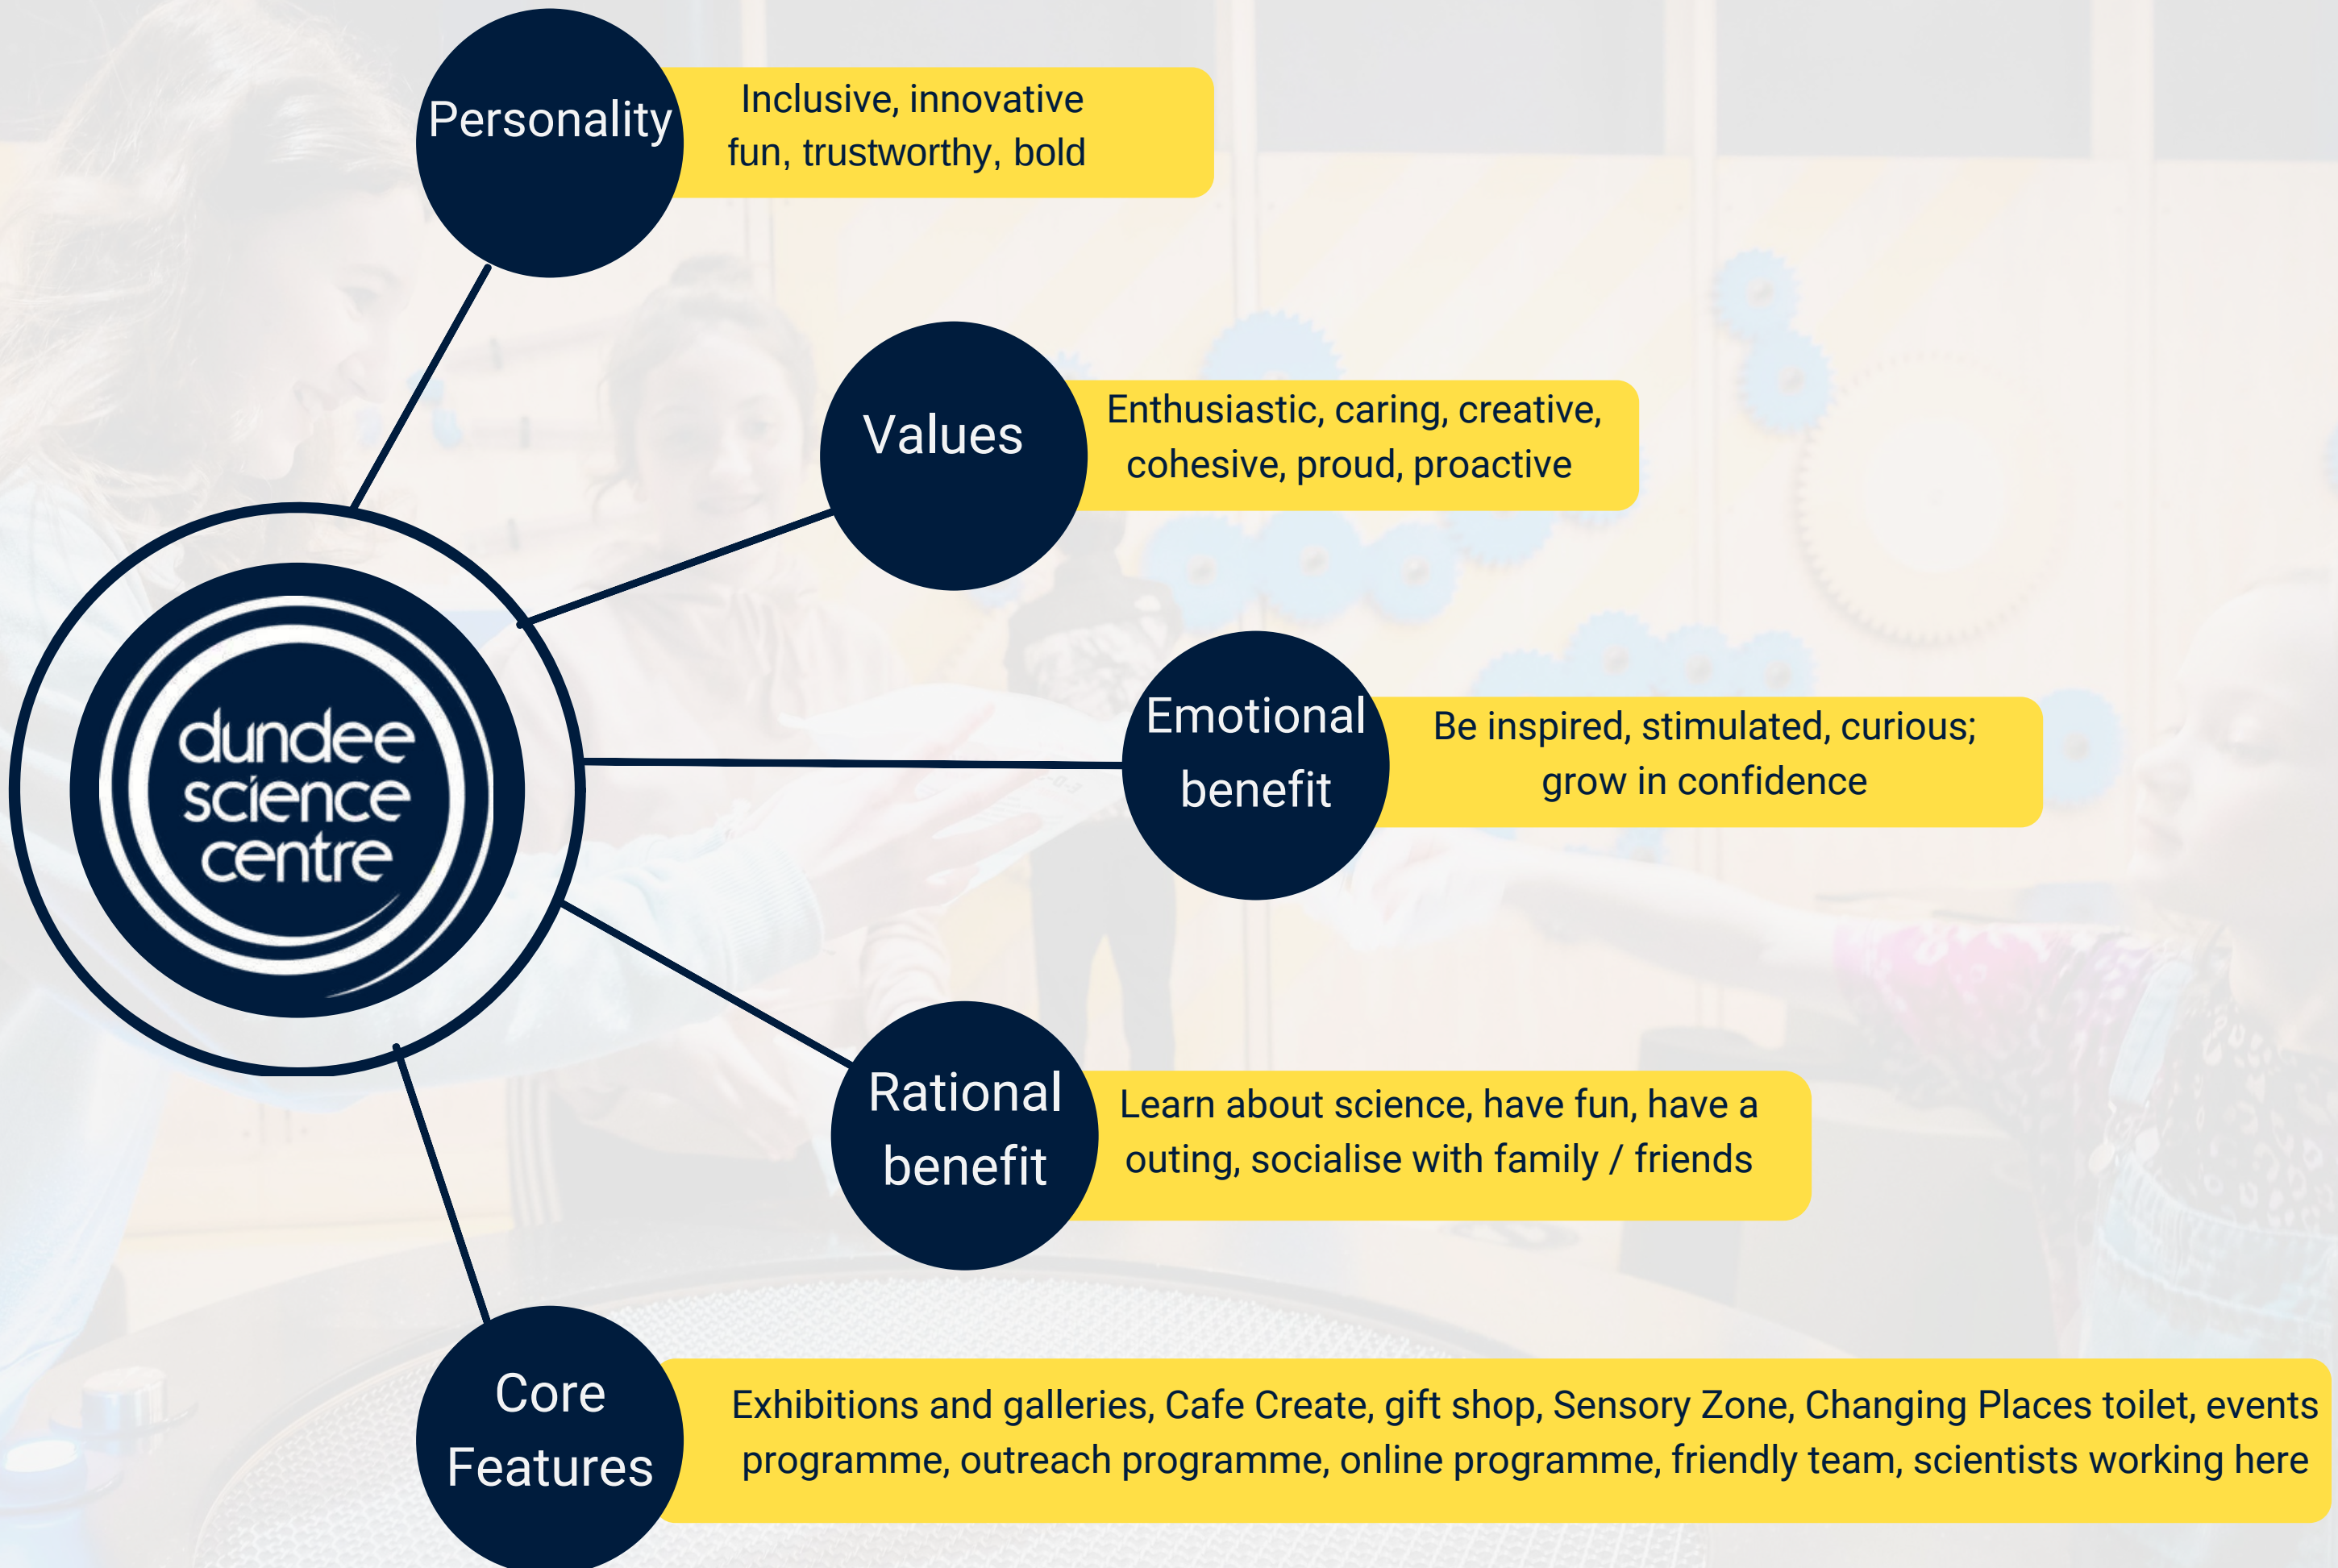 Personality
Inclusive, innovative
fun, trustworthy, bold
Values
Enthusiastic, caring, creative,
cohesive, proud, proactive
dundee
science
centre
Emotional
benefit
Be inspired, stimulated, curious;
grow in confidence
Rational
benefit
Learn about science, have fun, have a
outing, socialise with family / friends
Core
Features
Exhibitions and galleries, Cafe Create, gift shop, Sensory Zone, Changing Places toilet, events
programme, outreach programme, online programme, friendly team, scientists working here